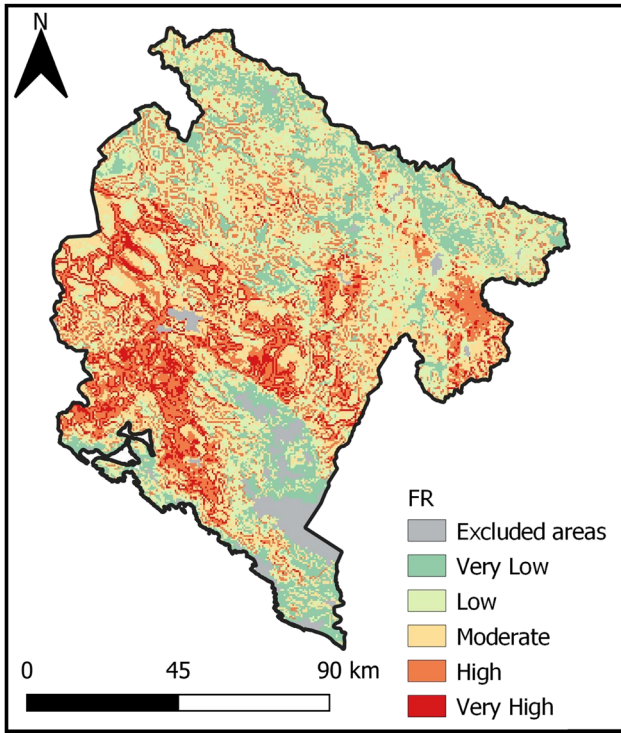 N
FR
Excluded areas
Very Low
Low
Moderate
High
Very High
0 45 90 km